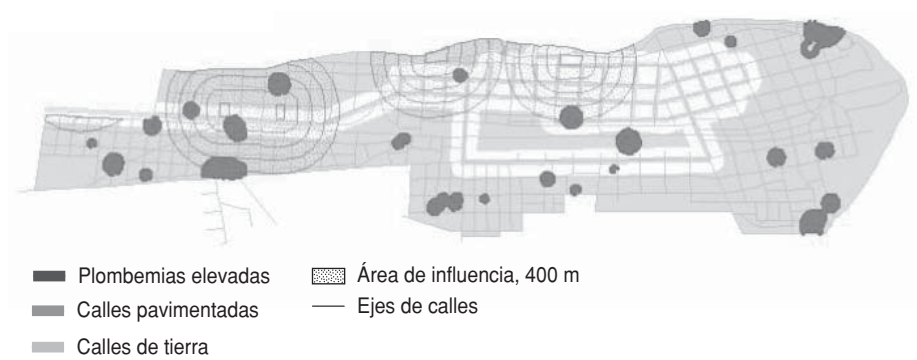 Plombemias elevadas
Área de influencia, 400 m
Calles pavimentadas
Ejes de calles
Calles de tierra